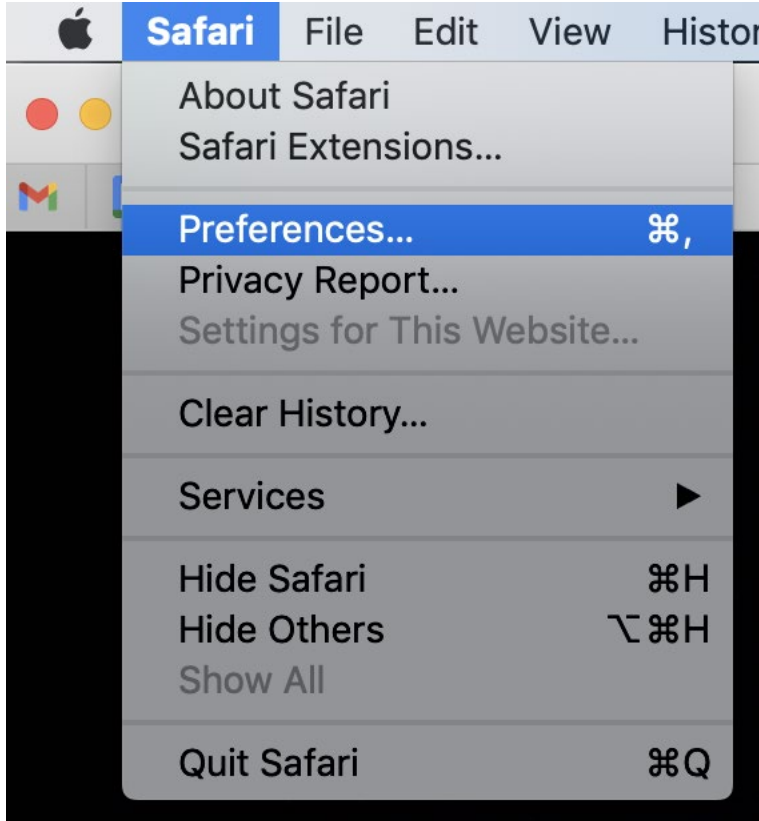 Safari File Edit View Histor
About Safari
Safari Extensions...
Preferences... ⌘,
Privacy Report...
Settings for This Website...
Clear History...
Services ▶
Hide Safari ⌘H
Hide Others ⌥⌘H
Show All
Quit Safari ⌘Q